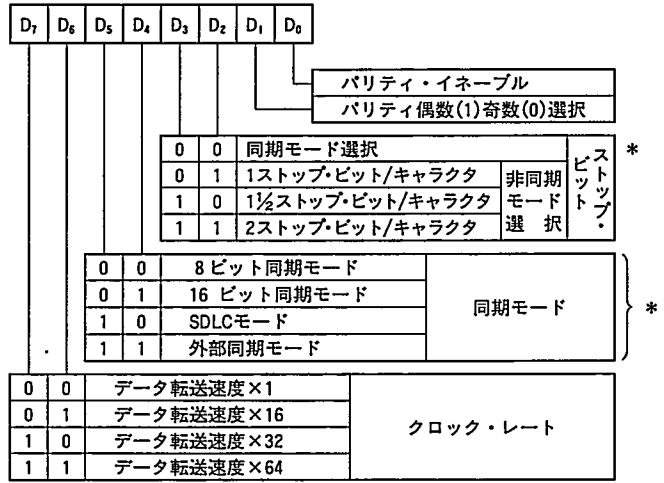 D7 D6 D5 D4 D3 D2 D1 D0
パリティ・イネーブル
パリティ偶数(1)奇数(0)選択
0 0 同期モード選択
0 1 1ストップ・ビット/キャラクタ
1 0 1½ストップ・ビット/キャラクタ
1 1 2ストップ・ビット/キャラクタ
非同期
モード
選 択
ストップ・
ビット
*
0 0 8ビット同期モード
0 1 16 ビット同期モード
1 0 SDLCモード
1 1 外部同期モード
同期モード
*
0 0 データ転送速度×1
0 1 データ転送速度×16
1 0 データ転送速度×32
1 1 データ転送速度×64
クロック・レート